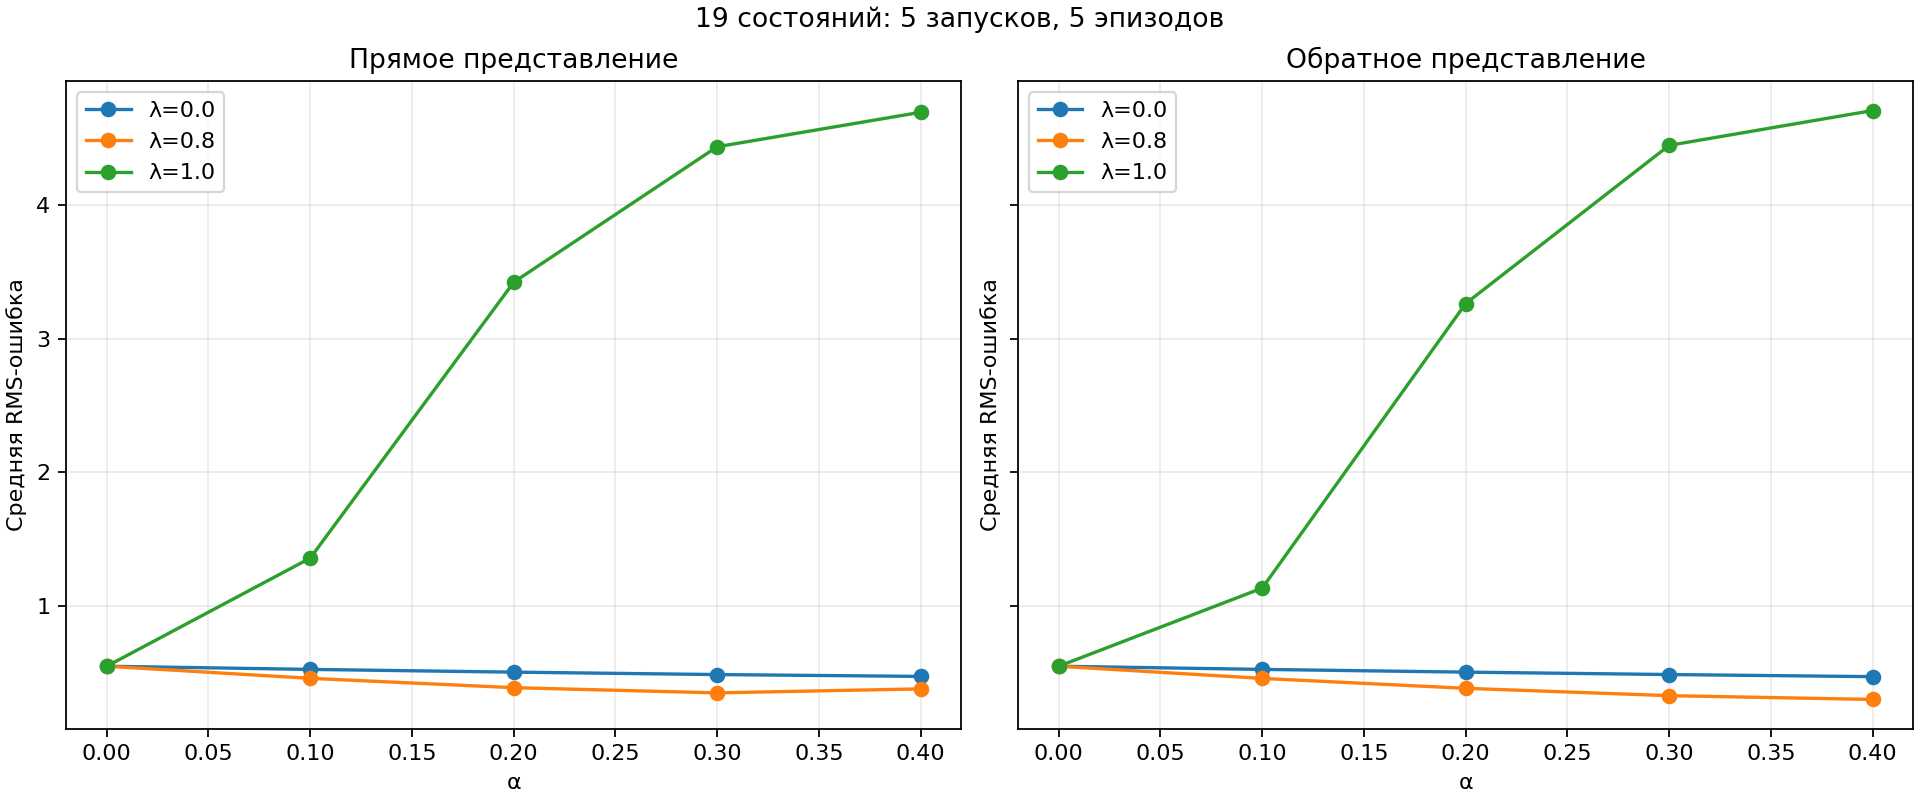 19 состояний: 5 запусков, 5 эпизодов
Прямое представление
λ=0.0
λ=0.8
λ=1.0
4
3
2
1
Средняя RMS-ошибка
0.00 0.05 0.10 0.15 0.20 0.25 0.30 0.35 0.40
α
Обратное представление
λ=0.0
λ=0.8
λ=1.0
Средняя RMS-ошибка
0.00 0.05 0.10 0.15 0.20 0.25 0.30 0.35 0.40
α